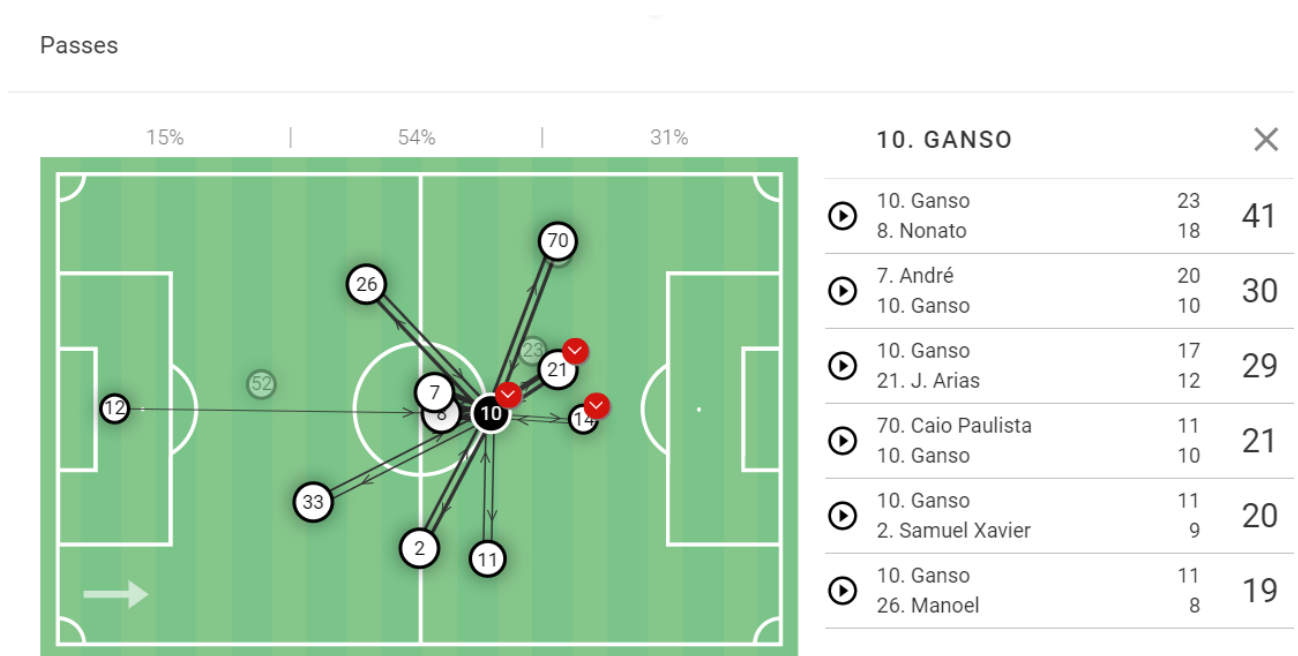 Passes
15% | 54% | 31%
10. GANSO
10. Ganso 23
8. Nonato 18
41
7. André 20
10. Ganso 10
30
10. Ganso 17
21. J. Arias 12
29
70. Caio Paulista 11
10. Ganso 10
21
10. Ganso 11
2. Samuel Xavier 9
20
10. Ganso 11
26. Manoel 8
19
70
26
23
21
52
7
12
8
10
14
33
2
11